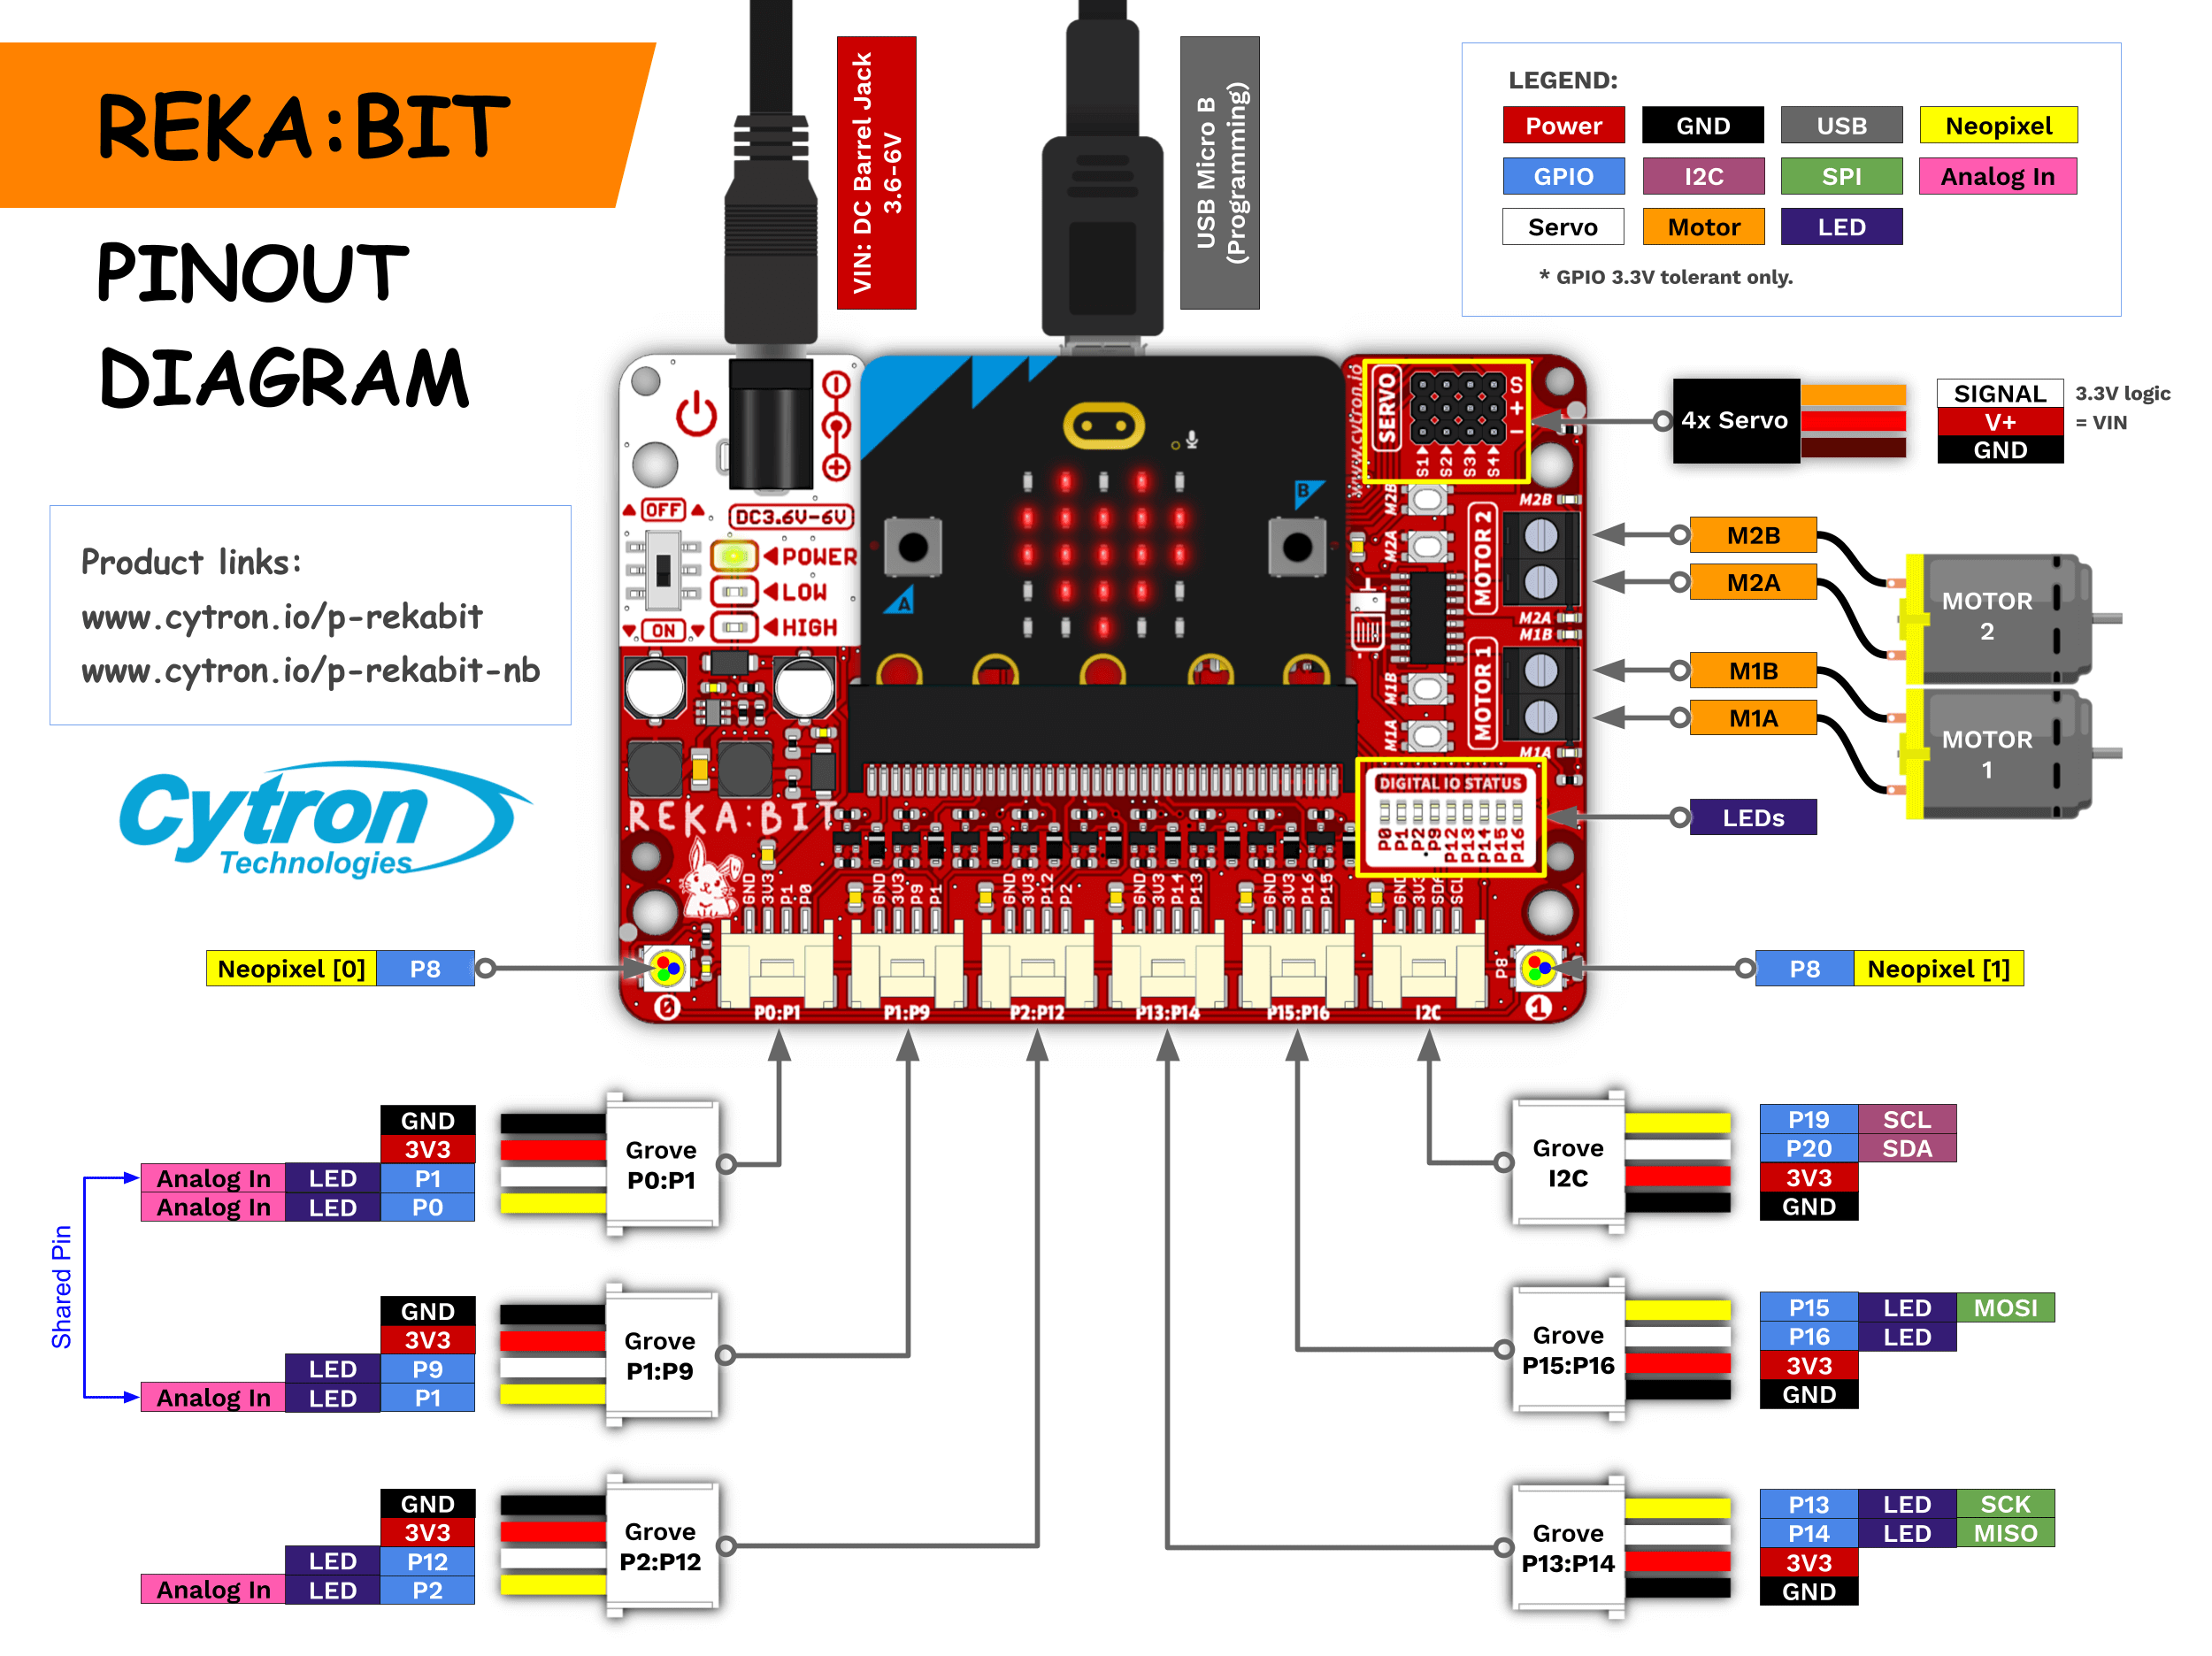 REKA:BIT
PINOUT
DIAGRAM
VIN: DC Barrel Jack
3.6-6V
USB Micro B
(Programming)
LEGEND:
Power
GND
USB
Neopixel
GPIO
I2C
SPI
Analog In
Servo
Motor
LED
* GPIO 3.3V tolerant only.
Product links:
www.cytron.io/p-rekabit
www.cytron.io/p-rekabit-nb
Cytron
Technologies
OFF
ON
DC3.6V-6V
POWER
LOW
HIGH
A
B
www.cytron.io
SERVO
S
+
−
S1
S2
S3
S4
M2B
M2A
M1B
M1A
MOTOR 2
MOTOR 1
M2B
M2A
M1B
M1A
4x Servo
SIGNAL
3.3V logic
V+
= VIN
GND
M2B
M2A
M1B
M1A
MOTOR
2
MOTOR
1
LEDs
DIGITAL IO STATUS
P0
P1
P2
P9
P12
P13
P14
P15
P16
REKA:BIT
GND 3V3 P1 P0
GND 3V3 P9 P1
GND 3V3 P12 P2
GND 3V3 P14 P13
GND 3V3 P16 P15
GND 3V3 SDA SCL
P8
0
P0:P1
P1:P9
P2:P12
P13:P14
P15:P16
I2C
1
Neopixel [0] P8
P8 Neopixel [1]
Shared Pin
GND
3V3
Analog In LED P1
Analog In LED P0
Grove
P0:P1
GND
3V3
LED P9
Analog In LED P1
Grove
P1:P9
GND
3V3
LED P12
Analog In LED P2
Grove
P2:P12
Grove
I2C
P19 SCL
P20 SDA
3V3
GND
Grove
P15:P16
P15 LED MOSI
P16 LED
3V3
GND
Grove
P13:P14
P13 LED SCK
P14 LED MISO
3V3
GND